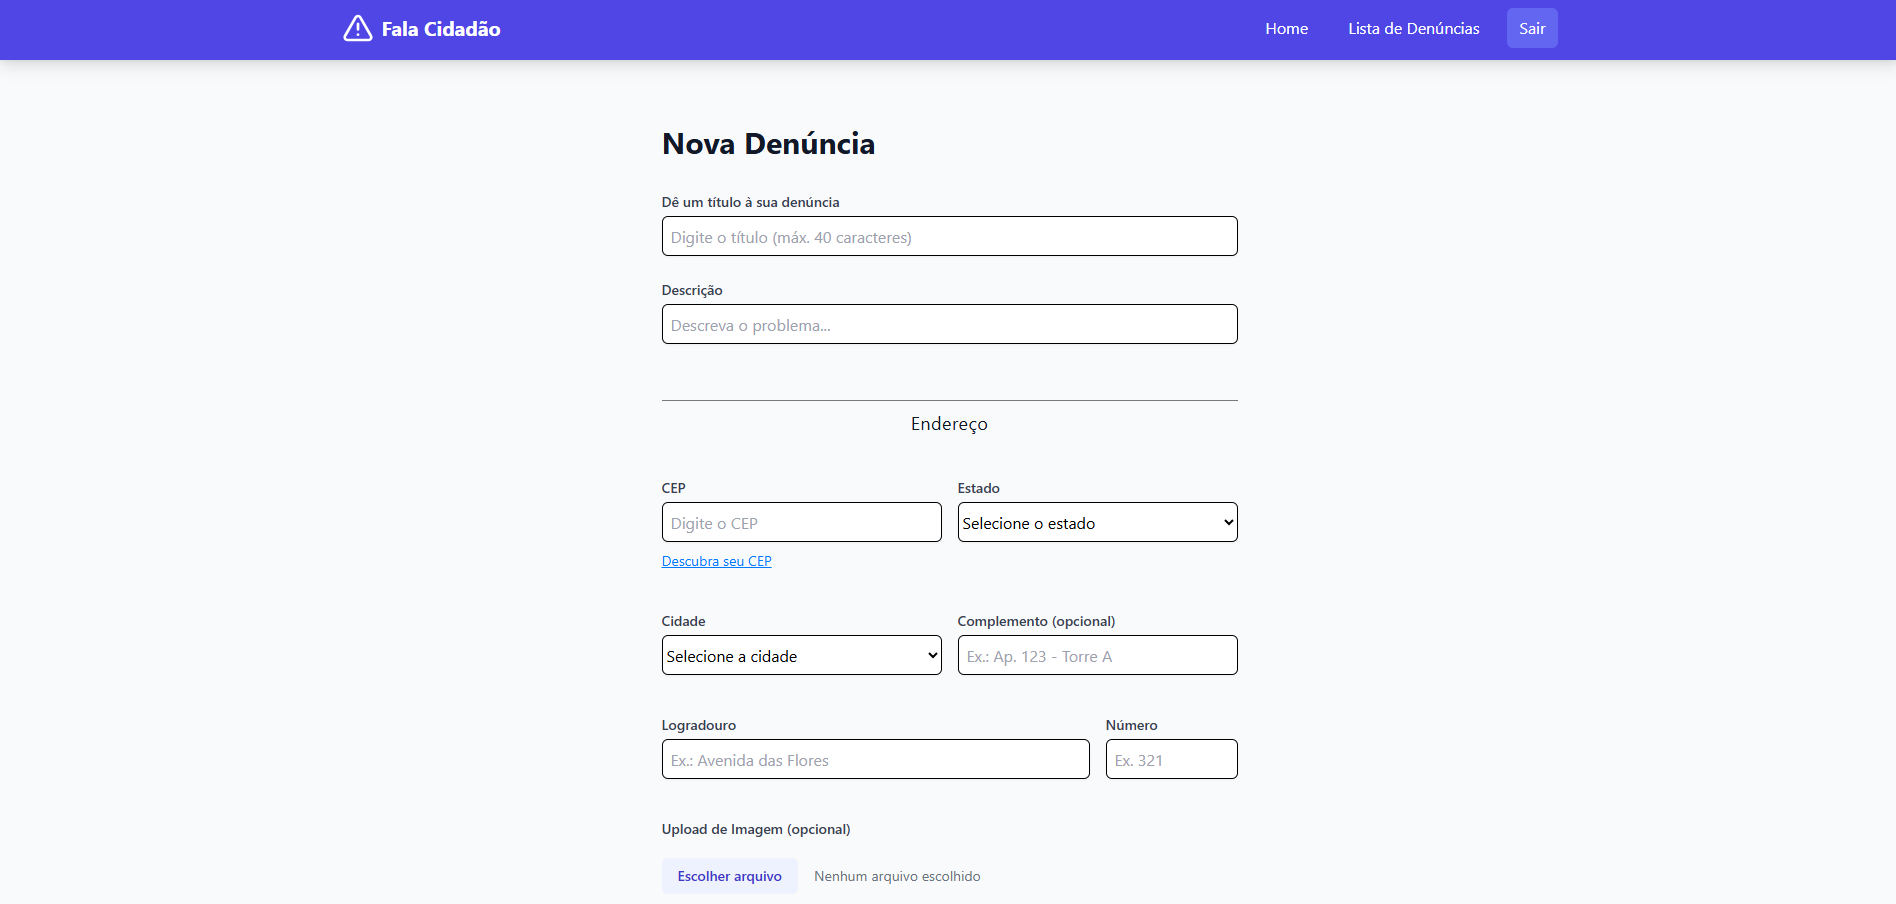 Fala Cidadão
Home
Lista de Denúncias
Sair
Nova Denúncia
Dê um título à sua denúncia
Digite o título (máx. 40 caracteres)
Descrição
Descreva o problema...
Endereço
CEP
Estado
Digite o CEP
Selecione o estado
Descubra seu CEP
Cidade
Complemento (opcional)
Selecione a cidade
Ex.: Ap. 123 - Torre A
Logradouro
Número
Ex.: Avenida das Flores
Ex. 321
Upload de Imagem (opcional)
Escolher arquivo
Nenhum arquivo escolhido